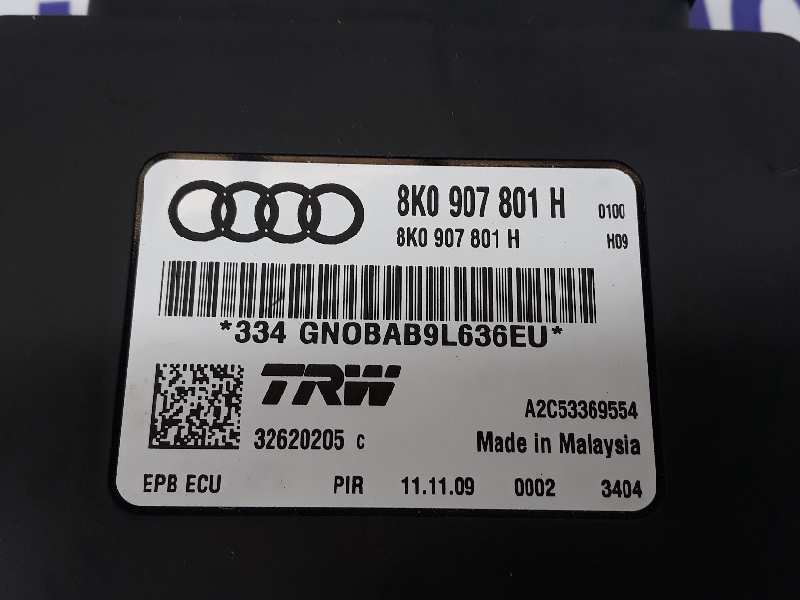 8K0 907 801 H 0100
8K0 907 801 H H09
*334 GNOBAB9L636EU*
TRW
A2C53369554
32620205 C
Made in Malaysia
EPB ECU PIR 11.11.09 0002 3404